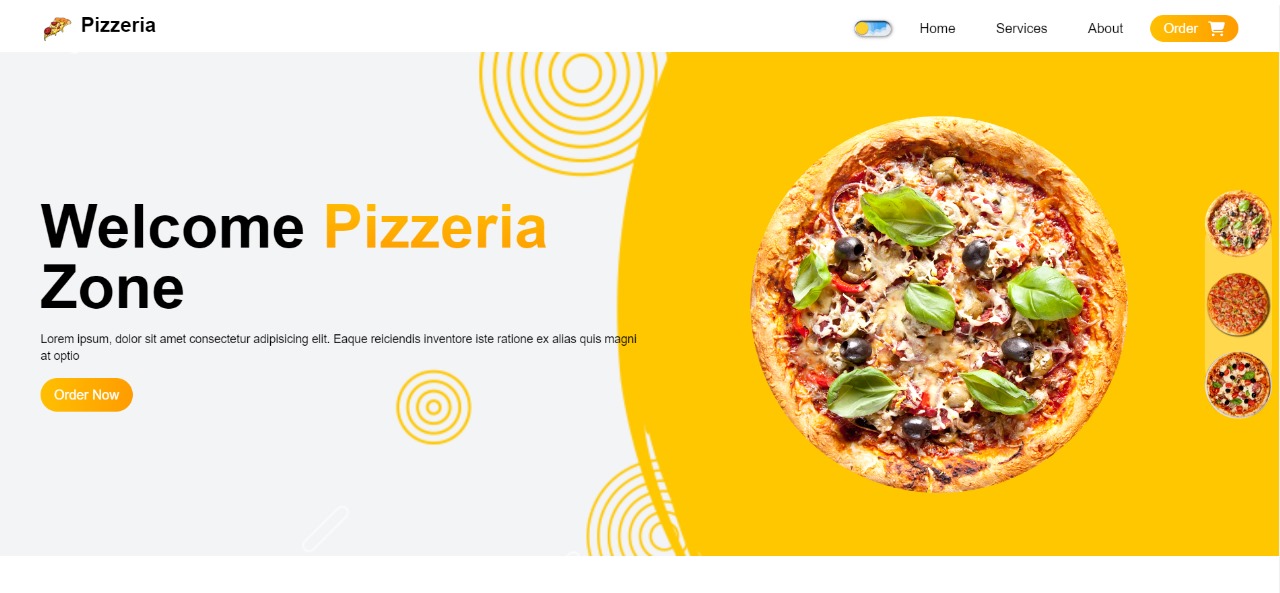 Pizzeria
Home
Services
About
Order
Welcome Pizzeria
Zone
Lorem ipsum, dolor sit amet consectetur adipisicing elit. Eaque reiciendis inventore iste ratione ex alias quis magni
at optio
Order Now